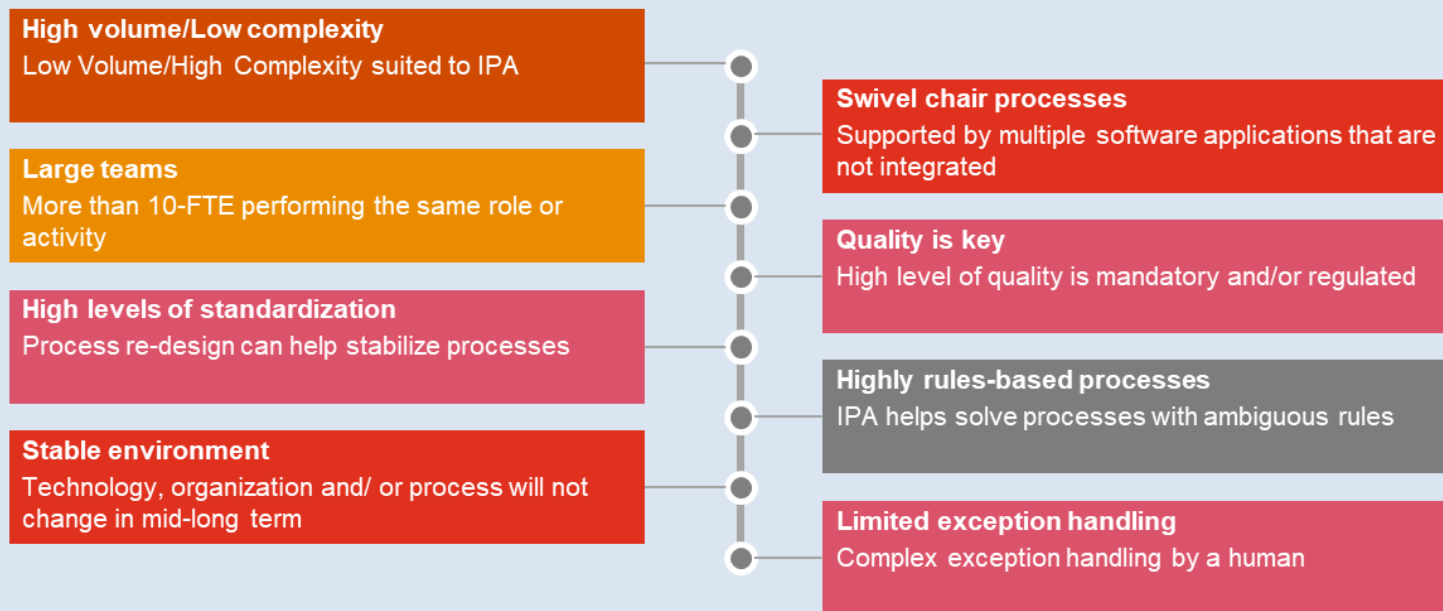 High volume/Low complexity
Low Volume/High Complexity suited to IPA
Swivel chair processes
Supported by multiple software applications that are
not integrated
Large teams
More than 10-FTE performing the same role or
activity
Quality is key
High level of quality is mandatory and/or regulated
High levels of standardization
Process re-design can help stabilize processes
Highly rules-based processes
IPA helps solve processes with ambiguous rules
Stable environment
Technology, organization and/ or process will not
change in mid-long term
Limited exception handling
Complex exception handling by a human